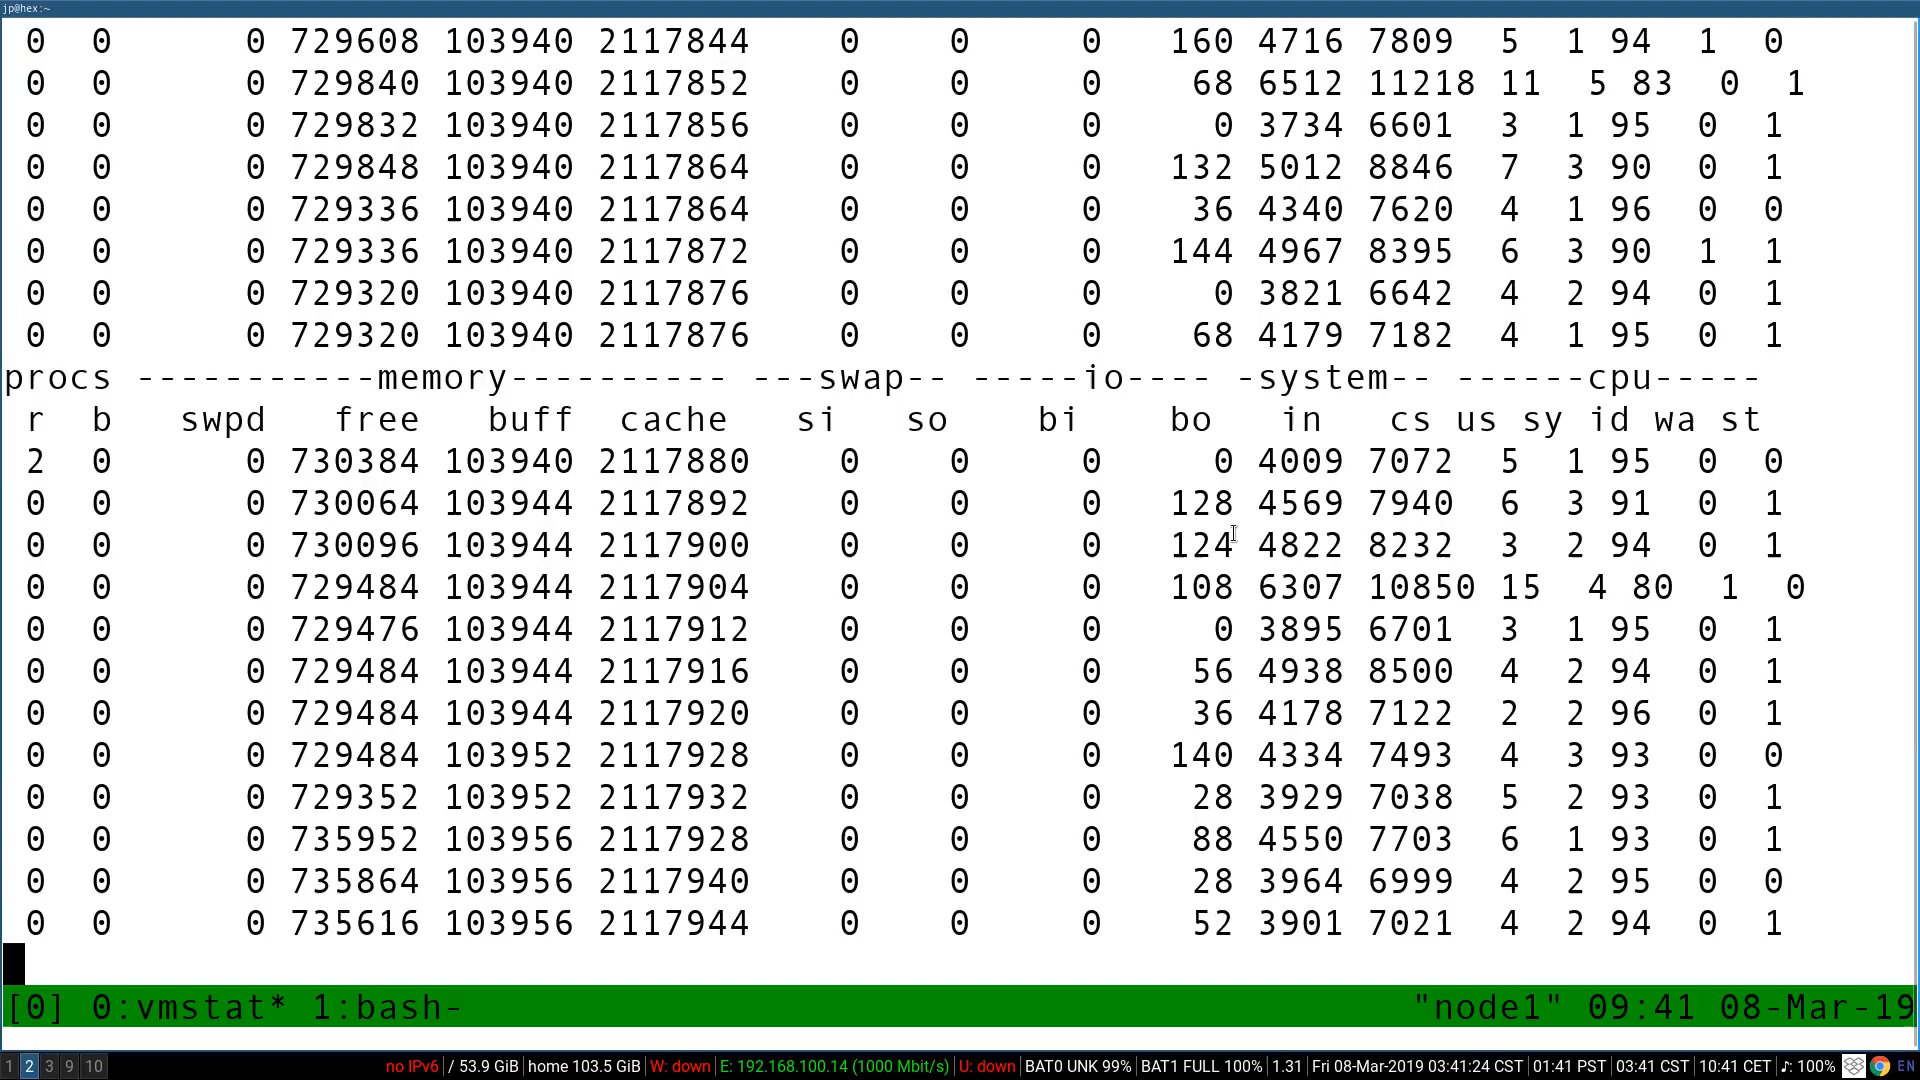 jp@hex:~
0 0 0 729608 103940 2117844 0 0 0 160 4716 7809 5 1 94 1 0
0 0 0 729840 103940 2117852 0 0 0 68 6512 11218 11 5 83 0 1
0 0 0 729832 103940 2117856 0 0 0 0 3734 6601 3 1 95 0 1
0 0 0 729848 103940 2117864 0 0 0 132 5012 8846 7 3 90 0 1
0 0 0 729336 103940 2117864 0 0 0 36 4340 7620 4 1 96 0 0
0 0 0 729336 103940 2117872 0 0 0 144 4967 8395 6 3 90 1 1
0 0 0 729320 103940 2117876 0 0 0 0 3821 6642 4 2 94 0 1
0 0 0 729320 103940 2117876 0 0 0 68 4179 7182 4 1 95 0 1
procs -----------memory---------- ---swap-- -----io---- -system-- ------cpu-----
r b swpd free buff cache si so bi bo in cs us sy id wa st
2 0 0 730384 103940 2117880 0 0 0 0 4009 7072 5 1 95 0 0
0 0 0 730064 103944 2117892 0 0 0 128 4569 7940 6 3 91 0 1
0 0 0 730096 103944 2117900 0 0 0 124 4822 8232 3 2 94 0 1
0 0 0 729484 103944 2117904 0 0 0 108 6307 10850 15 4 80 1 0
0 0 0 729476 103944 2117912 0 0 0 0 3895 6701 3 1 95 0 1
0 0 0 729484 103944 2117916 0 0 0 56 4938 8500 4 2 94 0 1
0 0 0 729484 103944 2117920 0 0 0 36 4178 7122 2 2 96 0 1
0 0 0 729484 103952 2117928 0 0 0 140 4334 7493 4 3 93 0 0
0 0 0 729352 103952 2117932 0 0 0 28 3929 7038 5 2 93 0 1
0 0 0 735952 103956 2117928 0 0 0 88 4550 7703 6 1 93 0 1
0 0 0 735864 103956 2117940 0 0 0 28 3964 6999 4 2 95 0 0
0 0 0 735616 103956 2117944 0 0 0 52 3901 7021 4 2 94 0 1
[0] 0:vmstat* 1:bash- "node1" 09:41 08-Mar-19
1 2 3 9 10 no IPv6 | / 53.9 GiB | home 103.5 GiB | W: down | E: 192.168.100.14 (1000 Mbit/s) | U: down | BAT0 UNK 99% | BAT1 FULL 100% | 1.31 | Fri 08-Mar-2019 03:41:24 CST | 01:41 PST | 03:41 CST | 10:41 CET | ♪: 100% EN